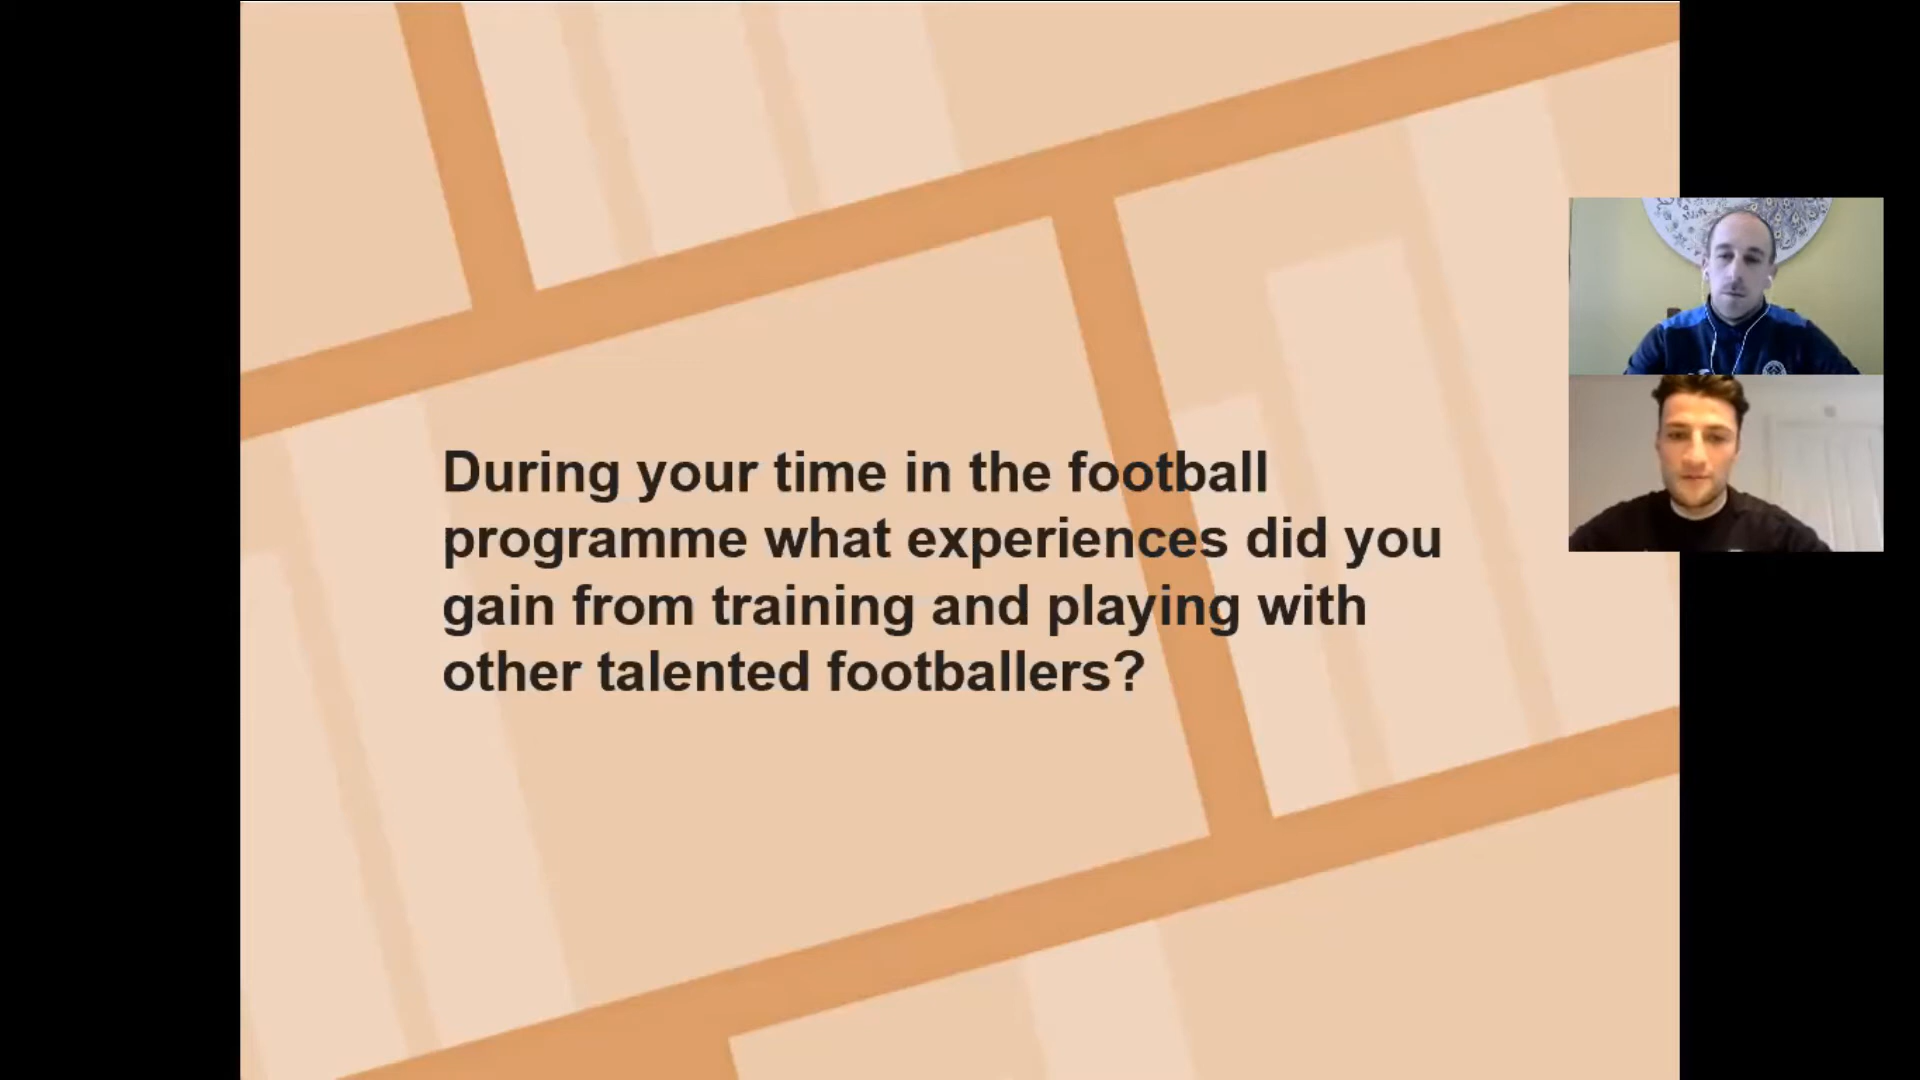 During your time in the football
programme what experiences did you
gain from training and playing with
other talented footballers?